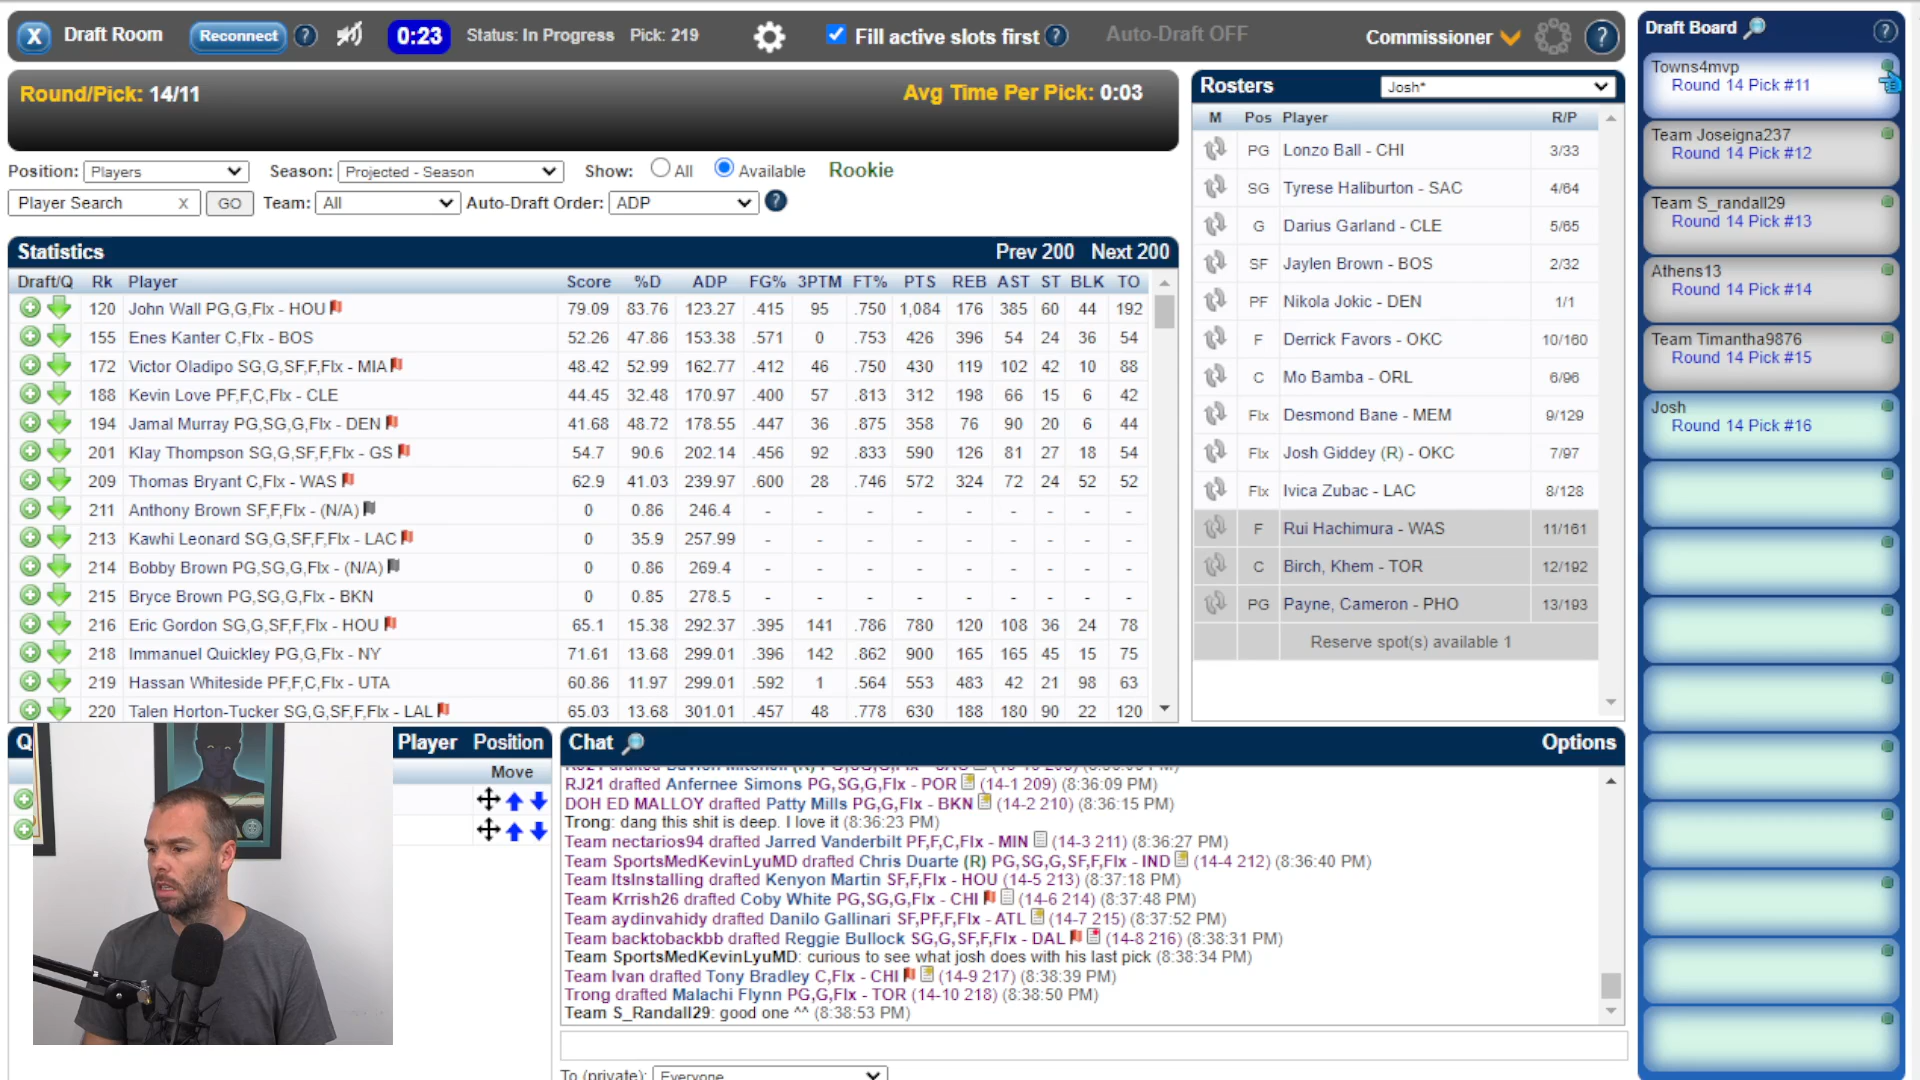 X Draft Room Reconnect ? 0:23 Status: In Progress Pick: 219 Fill active slots first ? Auto-Draft OFF Commissioner ?
Round/Pick: 14/11 Avg Time Per Pick: 0:03
Position: Players Season: Projected - Season Show: All Available Rookie
Player Search X GO Team: All Auto-Draft Order: ADP ?
Statistics Prev 200 Next 200
Draft/Q Rk Player Score %D ADP FG% 3PTM FT% PTS REB AST ST BLK TO
120 John Wall PG,G,Flx - HOU 79.09 83.76 123.27 .415 95 .750 1,084 176 385 60 44 192
155 Enes Kanter C,Flx - BOS 52.26 47.86 153.38 .571 0 .753 426 396 54 24 36 54
172 Victor Oladipo SG,G,SF,F,Flx - MIA 48.42 52.99 162.77 .412 46 .750 430 119 102 42 10 88
188 Kevin Love PF,F,C,Flx - CLE 44.45 32.48 170.97 .400 57 .813 312 198 66 15 6 42
194 Jamal Murray PG,SG,G,Flx - DEN 41.68 48.72 178.55 .447 36 .875 358 76 90 20 6 44
201 Klay Thompson SG,G,SF,F,Flx - GS 54.7 90.6 202.14 .456 92 .833 590 126 81 27 18 54
209 Thomas Bryant C,Flx - WAS 62.9 41.03 239.97 .600 28 .746 572 324 72 24 52 52
211 Anthony Brown SF,F,Flx - (N/A) 0 0.86 246.4 - - - - - - - - -
213 Kawhi Leonard SG,G,SF,F,Flx - LAC 0 35.9 257.99 - - - - - - - - -
214 Bobby Brown PG,SG,G,Flx - (N/A) 0 0.86 269.4 - - - - - - - - -
215 Bryce Brown PG,SG,G,Flx - BKN 0 0.85 278.5 - - - - - - - - -
216 Eric Gordon SG,G,SF,F,Flx - HOU 65.1 15.38 292.37 .395 141 .786 780 120 108 36 24 78
218 Immanuel Quickley PG,G,Flx - NY 71.61 13.68 299.01 .396 142 .862 900 165 165 45 15 75
219 Hassan Whiteside PF,F,C,Flx - UTA 60.86 11.97 299.01 .592 1 .564 553 483 42 21 98 63
220 Talen Horton-Tucker SG,G,SF,F,Flx - LAL 65.03 13.68 301.01 .457 48 .778 630 188 180 90 22 120
Rosters Josh*
M Pos Player R/P
PG Lonzo Ball - CHI 3/33
SG Tyrese Haliburton - SAC 4/64
G Darius Garland - CLE 5/65
SF Jaylen Brown - BOS 2/32
PF Nikola Jokic - DEN 1/1
F Derrick Favors - OKC 10/160
C Mo Bamba - ORL 6/96
Flx Desmond Bane - MEM 9/129
Flx Josh Giddey (R) - OKC 7/97
Flx Ivica Zubac - LAC 8/128
F Rui Hachimura - WAS 11/161
C Birch, Khem - TOR 12/192
PG Payne, Cameron - PHO 13/193
Reserve spot(s) available 1
Draft Board ?
Towns4mvp
Round 14 Pick #11
Team Joseigna237
Round 14 Pick #12
Team S_randall29
Round 14 Pick #13
Athens13
Round 14 Pick #14
Team Timantha9876
Round 14 Pick #15
Josh
Round 14 Pick #16
Player Position
Move
Chat Options
RJ21 drafted Anfernee Simons PG,SG,G,Flx - POR (14-1 209) (8:36:09 PM)
DOH ED MALLOY drafted Patty Mills PG,G,Flx - BKN (14-2 210) (8:36:15 PM)
Trong: dang this shit is deep. I love it (8:36:23 PM)
Team nectarios94 drafted Jarred Vanderbilt PF,F,C,Flx - MIN (14-3 211) (8:36:27 PM)
Team SportsMedKevinLyuMD drafted Chris Duarte (R) PG,SG,G,SF,F,Flx - IND (14-4 212) (8:36:40 PM)
Team ItsInstalling drafted Kenyon Martin SF,F,Flx - HOU (14-5 213) (8:37:18 PM)
Team Krrish26 drafted Coby White PG,SG,G,Flx - CHI (14-6 214) (8:37:48 PM)
Team aydinvahidy drafted Danilo Gallinari SF,PF,F,Flx - ATL (14-7 215) (8:37:52 PM)
Team backtobackbb drafted Reggie Bullock SG,G,SF,F,Flx - DAL (14-8 216) (8:38:31 PM)
Team SportsMedKevinLyuMD: curious to see what josh does with his last pick (8:38:34 PM)
Team Ivan drafted Tony Bradley C,Flx - CHI (14-9 217) (8:38:39 PM)
Trong drafted Malachi Flynn PG,G,Flx - TOR (14-10 218) (8:38:50 PM)
Team S_Randall29: good one ^^ (8:38:53 PM)
To (private): Everyone